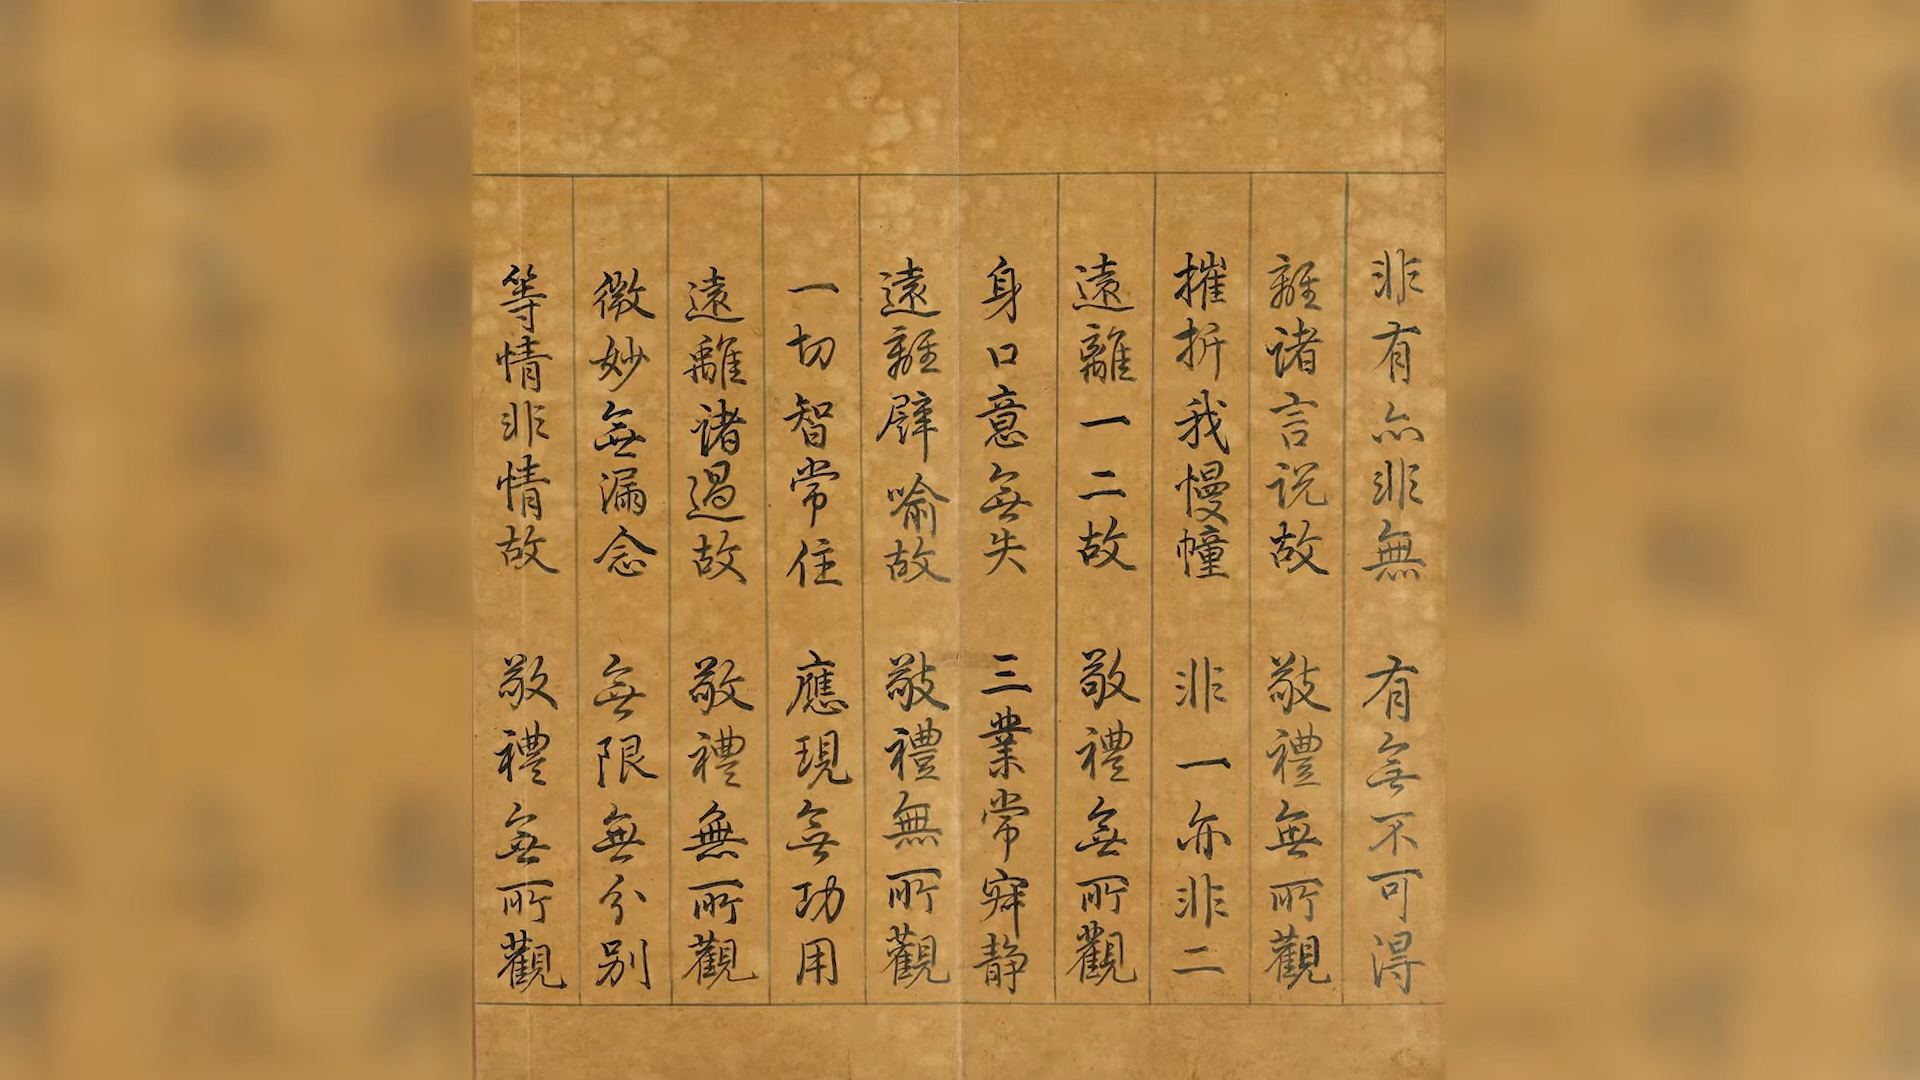 非有亦非無 有無不可得
離諸言説故 敬禮無所觀
摧折我慢幢 非一亦非二
遠離一二故 敬禮無所觀
身口意無失 三業常寂静
遠離譬喻故 敬禮無所觀
一切智常住 應現無功用
遠離諸過故 敬禮無所觀
微妙無漏念 無限無分别
等情非情故 敬禮無所觀